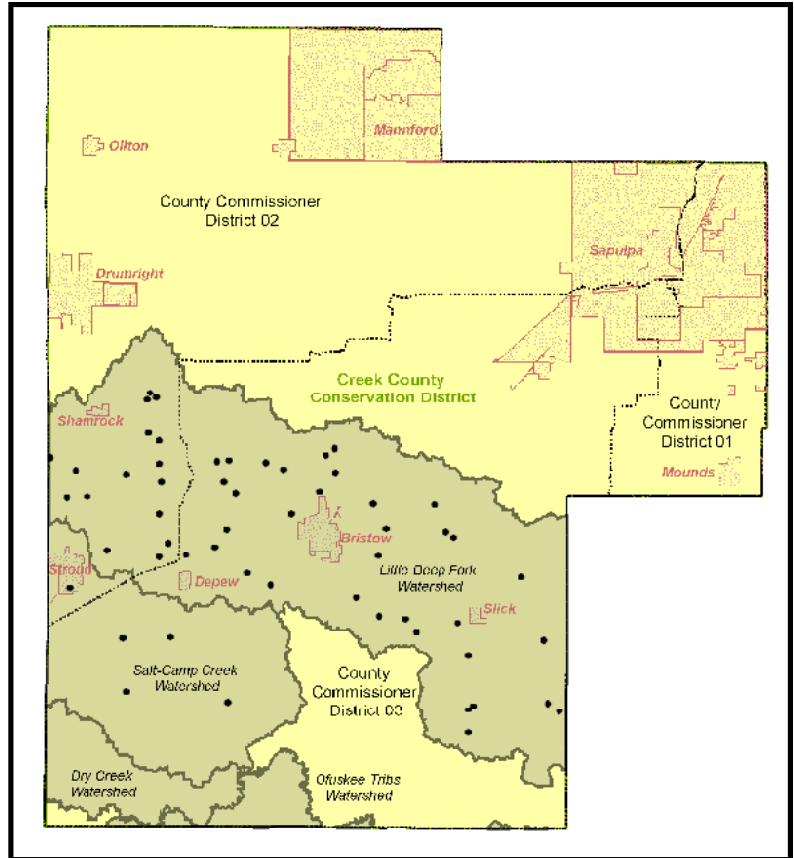 Mannford
Oilton
County Commissioner
District 02
Sapulpa
Drumright
Creek County
Conservation District
County
Commissioner
District 01
Shamrock
Mounds
Bristow
Stroud
Depew
Little Deep Fork
Watershed
Slick
Salt-Camp Creek
Watershed
County
Commissioner
District 03
Dry Creek
Watershed
Ofuskee Tribs
Watershed